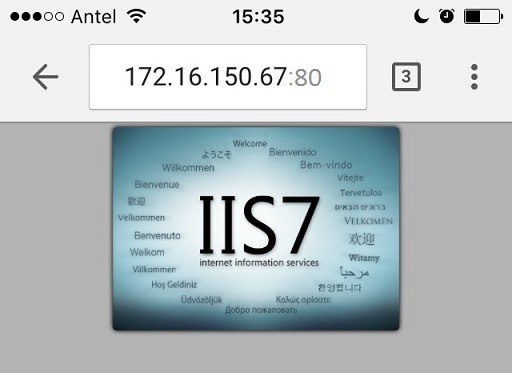 Antel 15:35
172.16.150.67:80
3
Welcome
ようこそ
Bienvenido
Willkommen
Bem-vindo
Vítejte
Bienvenue
Tervetuloa
歡迎
ברוכים הבאים
Velkommen
VELKOMEN
IIS7
Benvenuto
欢迎
internet information services
Welkom
Witamy
Välkommen
مرحباً
Hoş Geldiniz
환영합니다
Üdvözöljük
Καλώς ορίσατε
Добро пожаловать